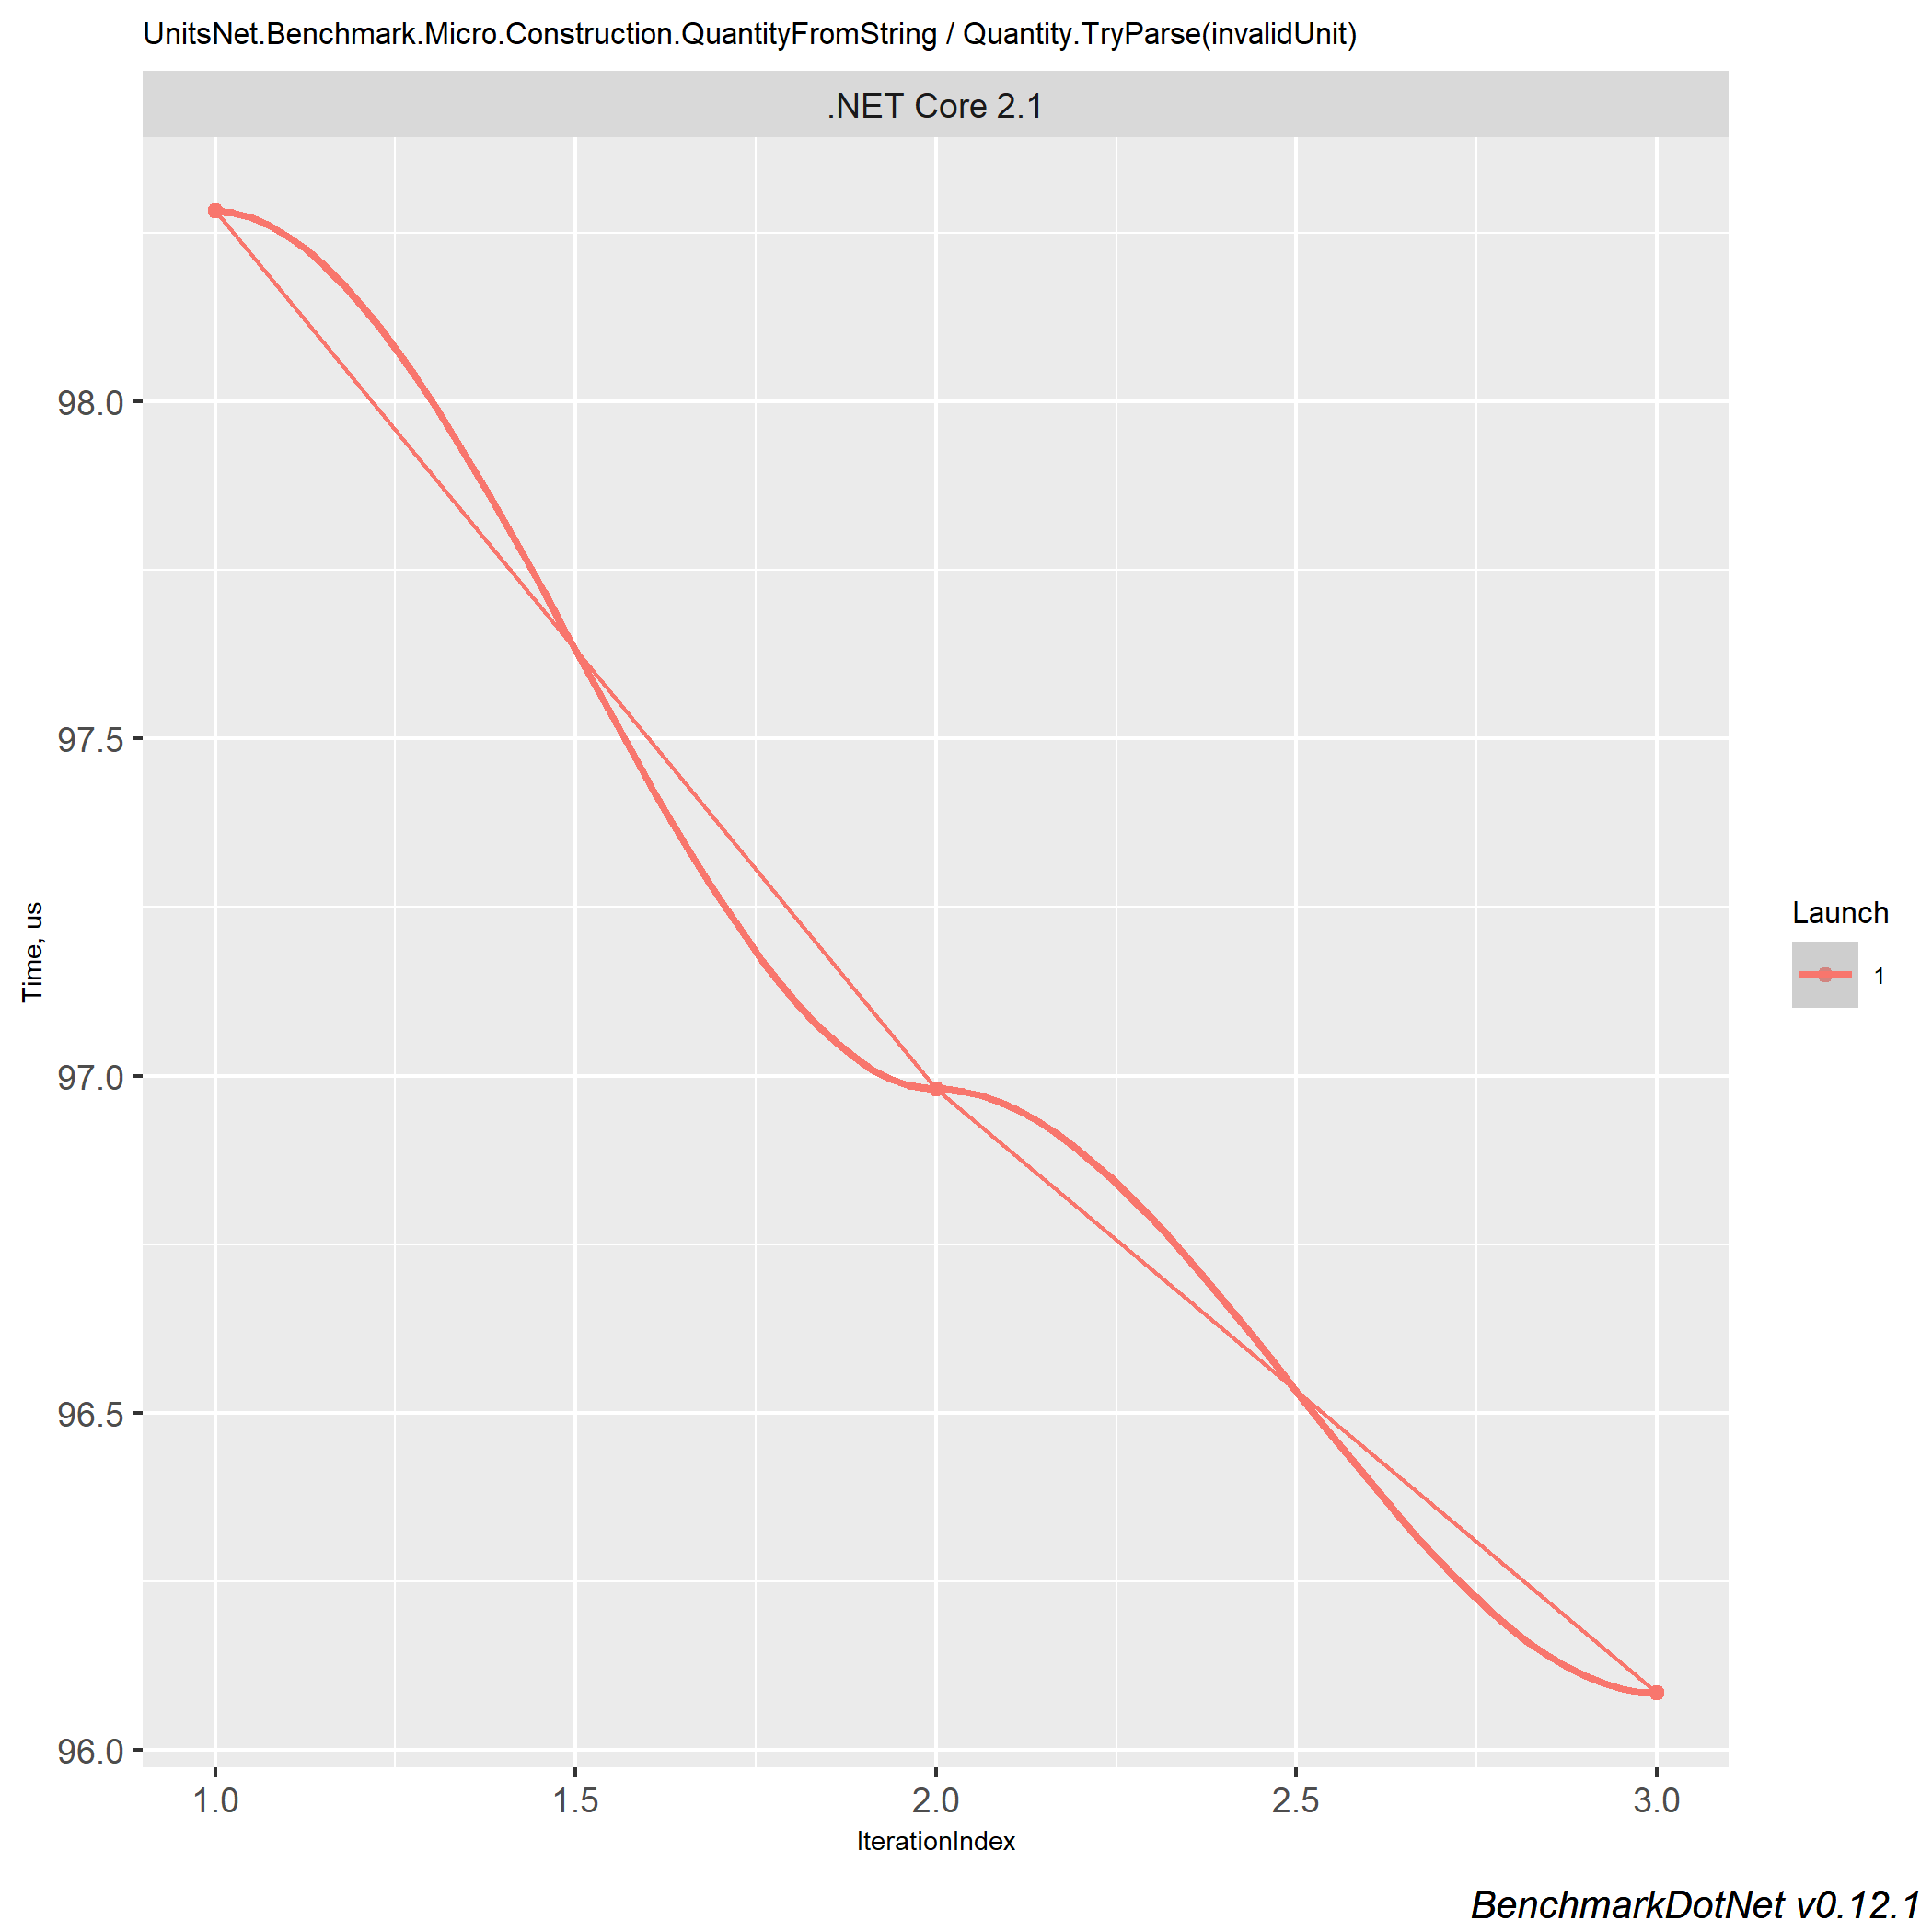 UnitsNet.Benchmark.Micro.Construction.QuantityFromString / Quantity.TryParse(invalidUnit)
.NET Core 2.1
98.0
97.5
97.0
96.5
96.0
Time, us
1.0 1.5 2.0 2.5 3.0
IterationIndex
Launch
1
BenchmarkDotNet v0.12.1